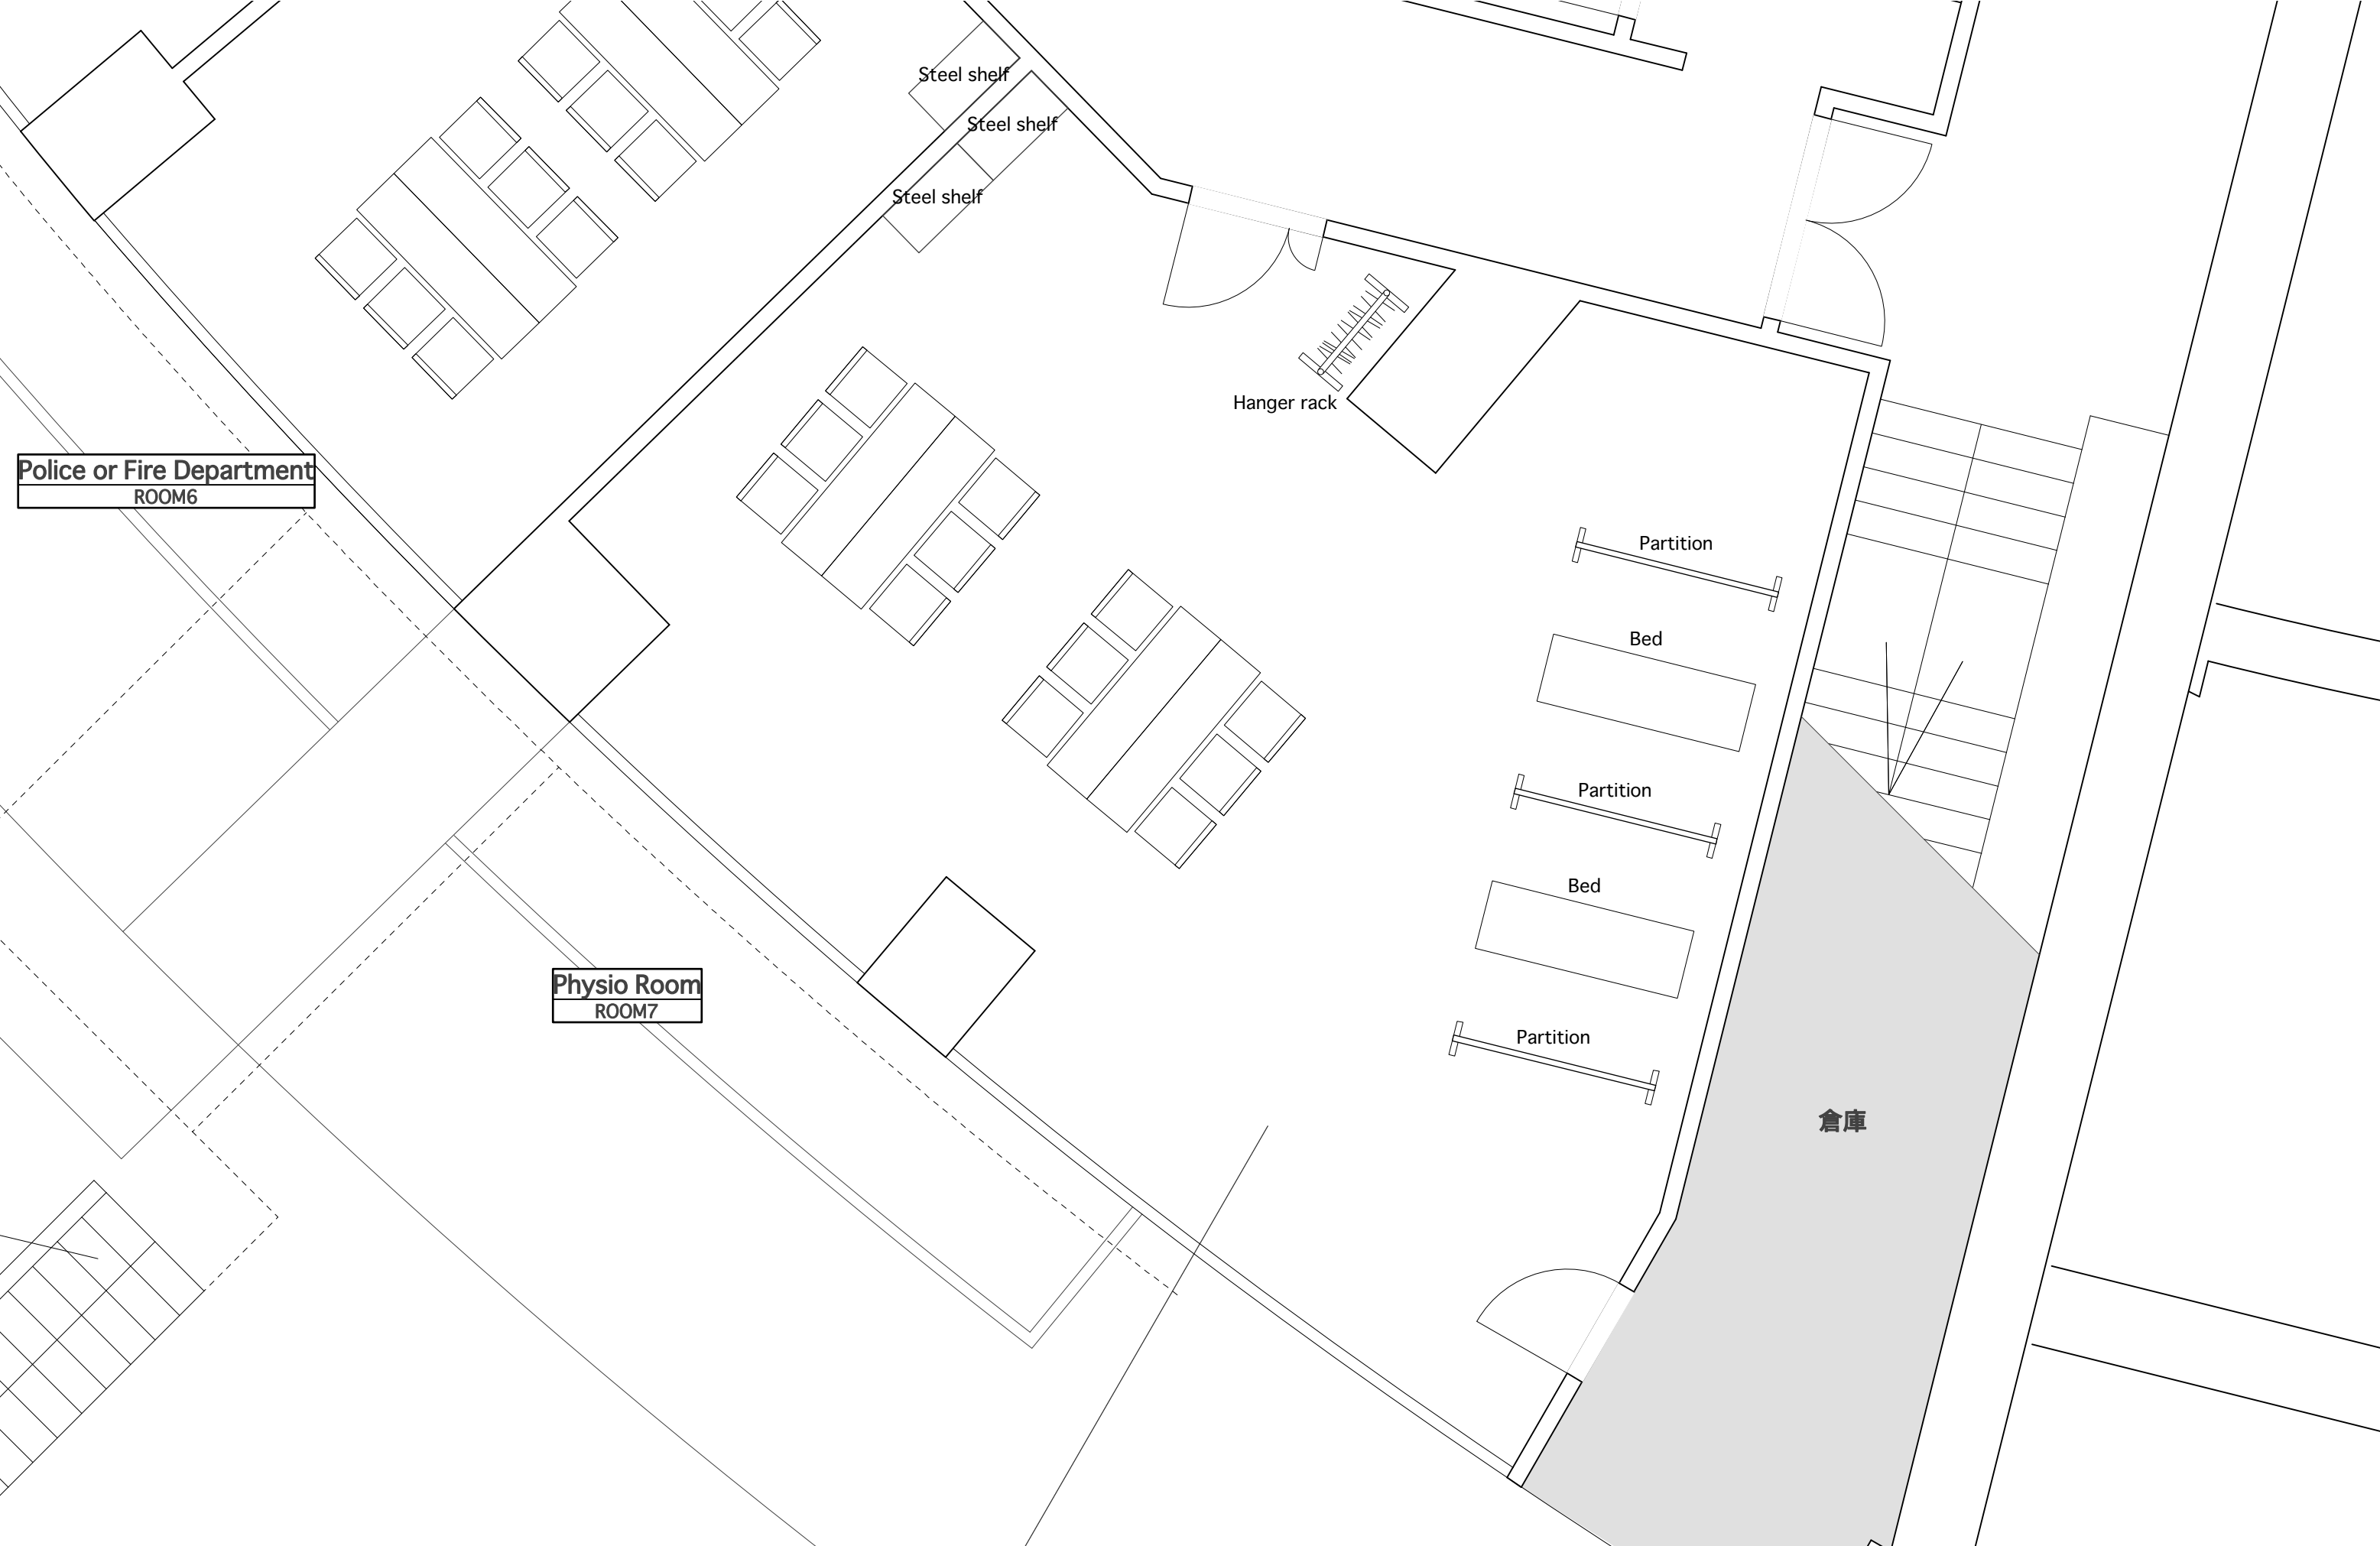 Steel shelf
Steel shelf
Steel shelf
Hanger rack
Police or Fire Department
ROOM6
Partition
Bed
Partition
Bed
Physio Room
ROOM7
Partition
倉庫